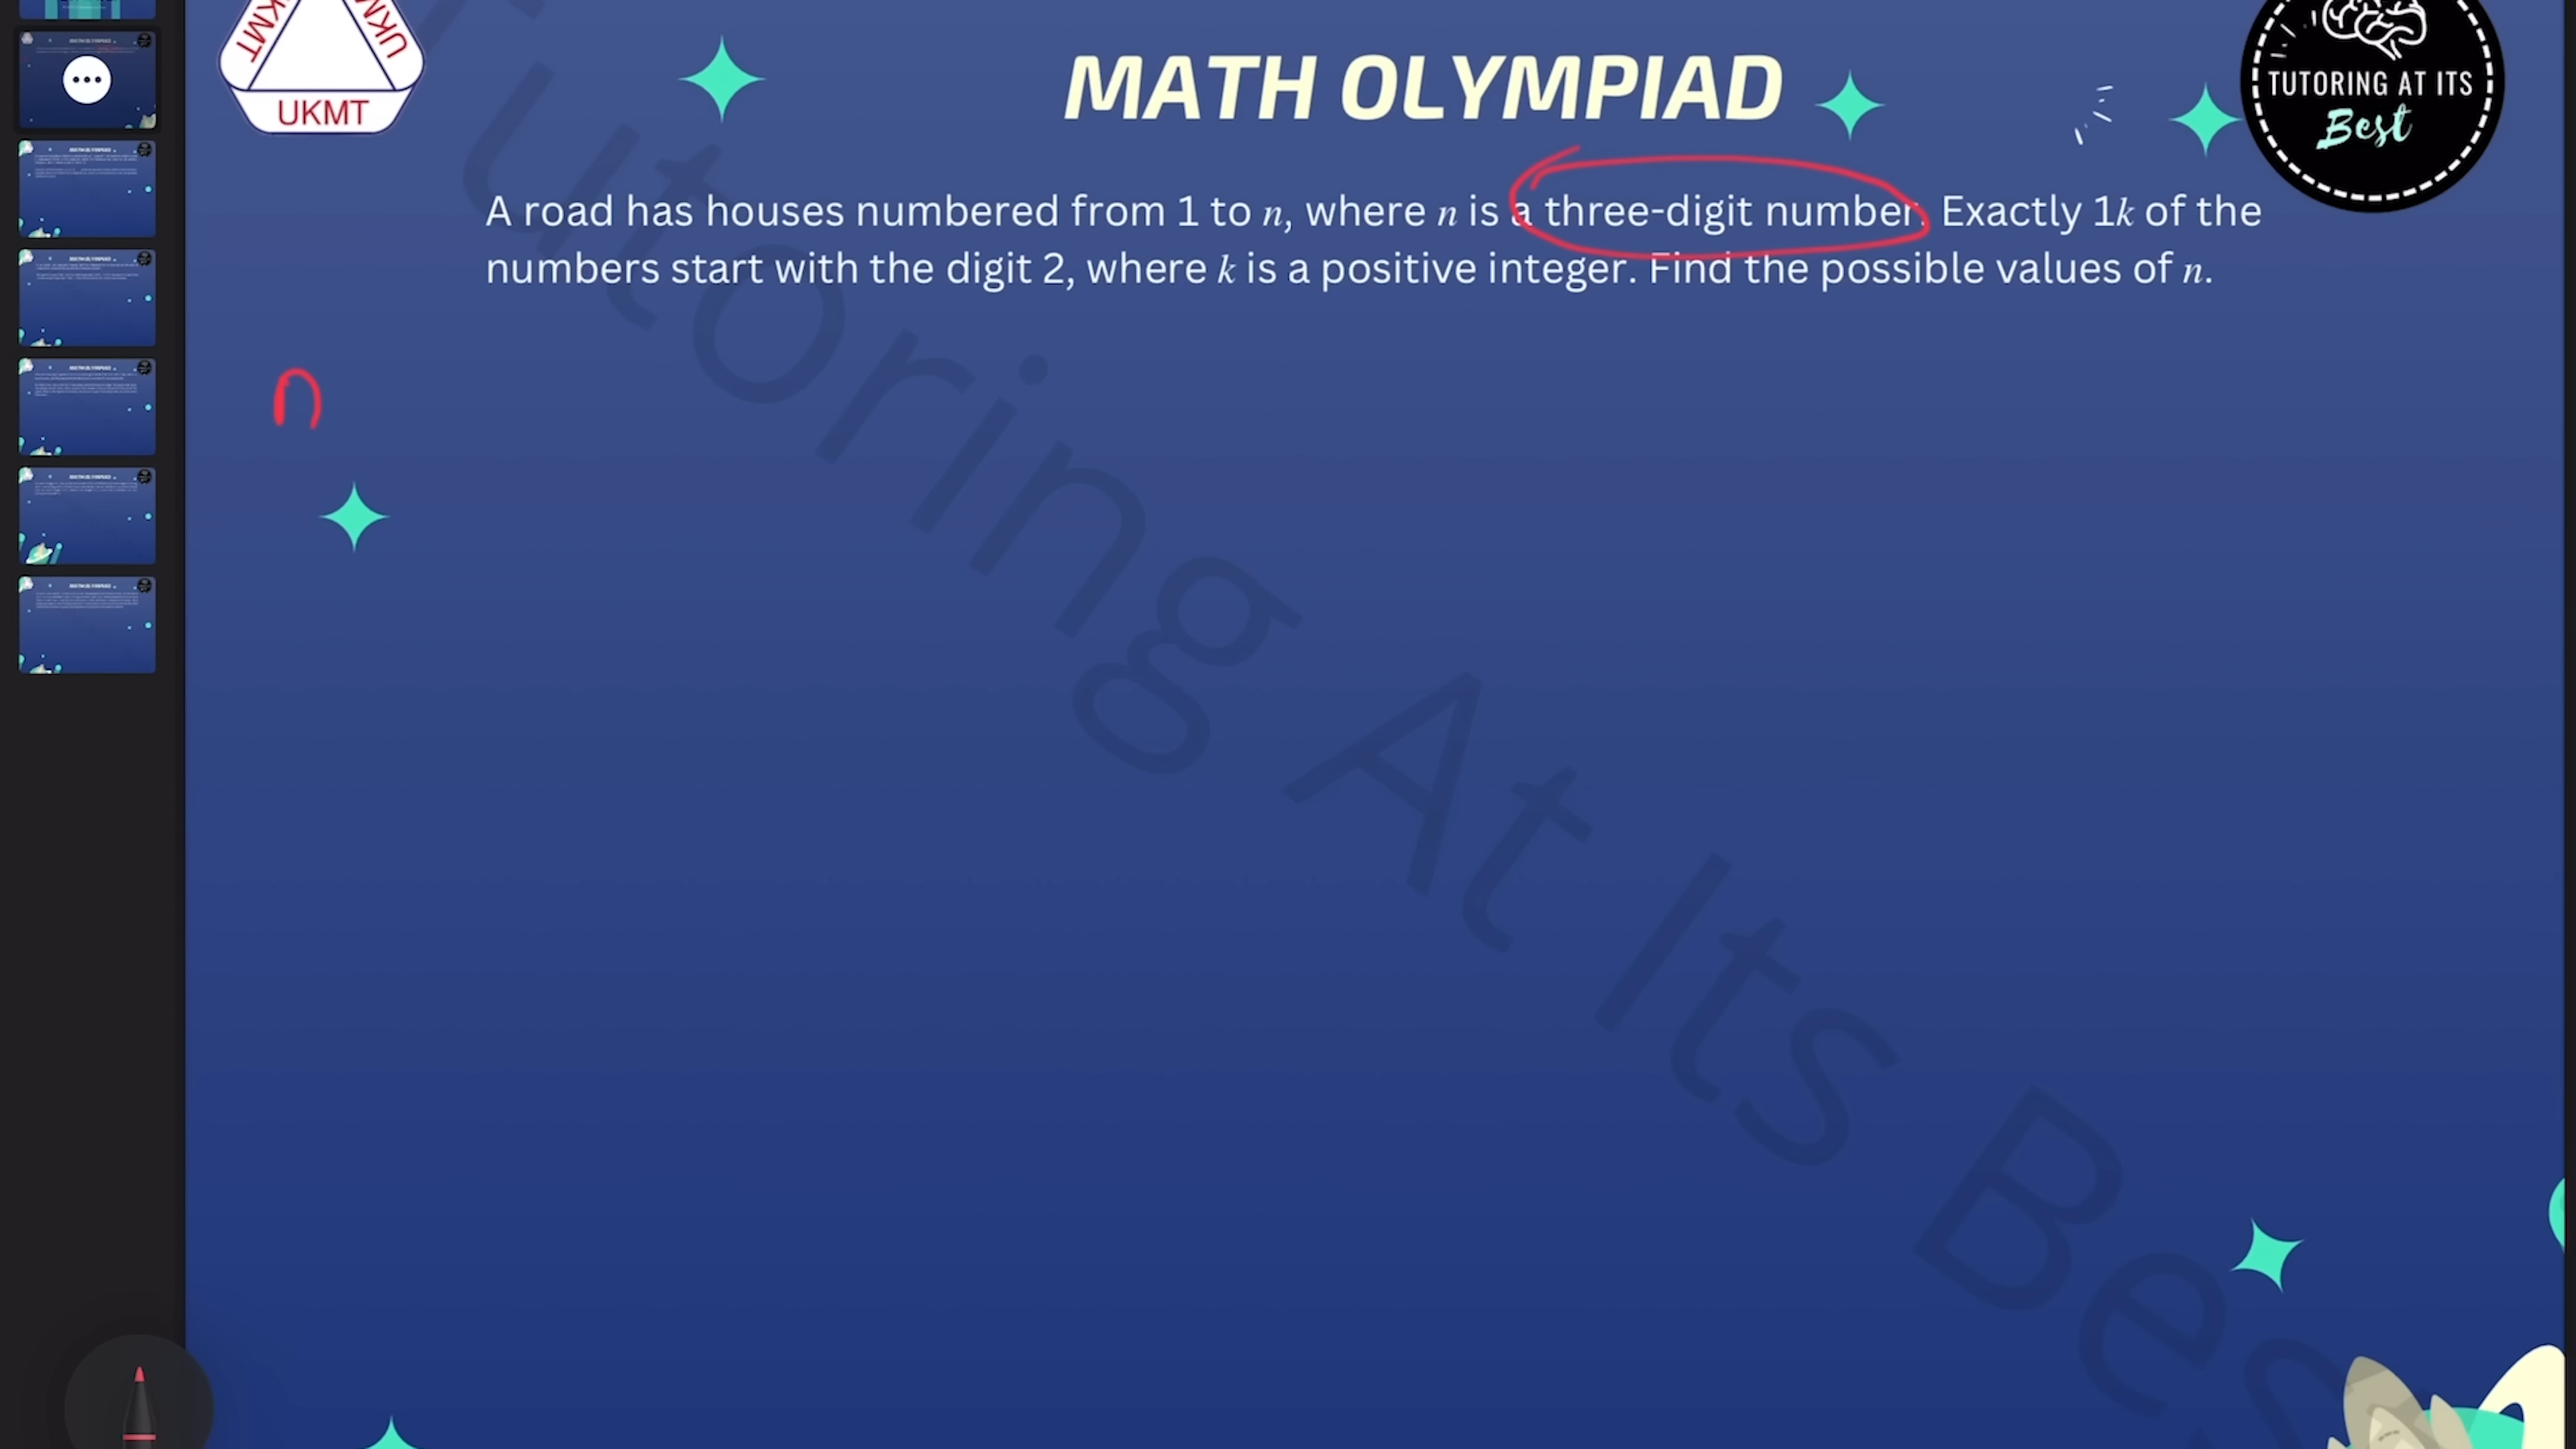 UKMT
UKMT
UKMT
MATH OLYMPIAD
TUTORING AT ITS
Best
A road has houses numbered from 1 to n, where n is a three-digit number. Exactly 1k of the
numbers start with the digit 2, where k is a positive integer. Find the possible values of n.
n
Tutoring At Its Bes